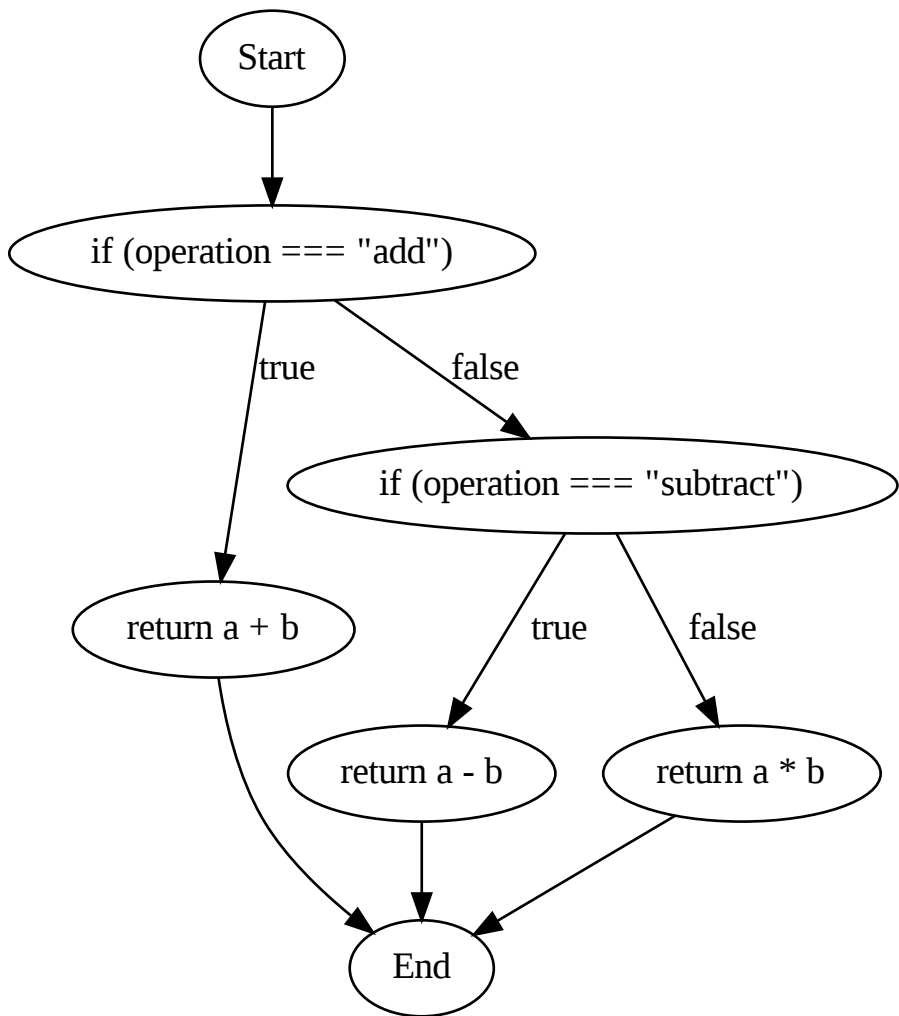 Start
if (operation === "add")
true
false
if (operation === "subtract")
return a + b
true
false
return a - b
return a * b
End